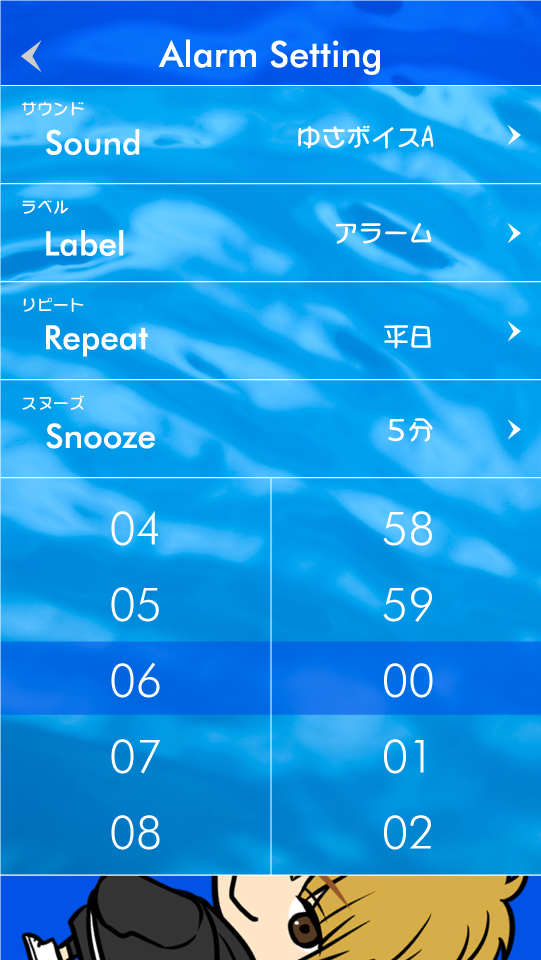 Alarm Setting
サウンド
Sound
ゆさボイスA
ラベル
Label
アラーム
リピート
Repeat
平日
スヌーズ
Snooze
5分
04 58
05 59
06 00
07 01
08 02